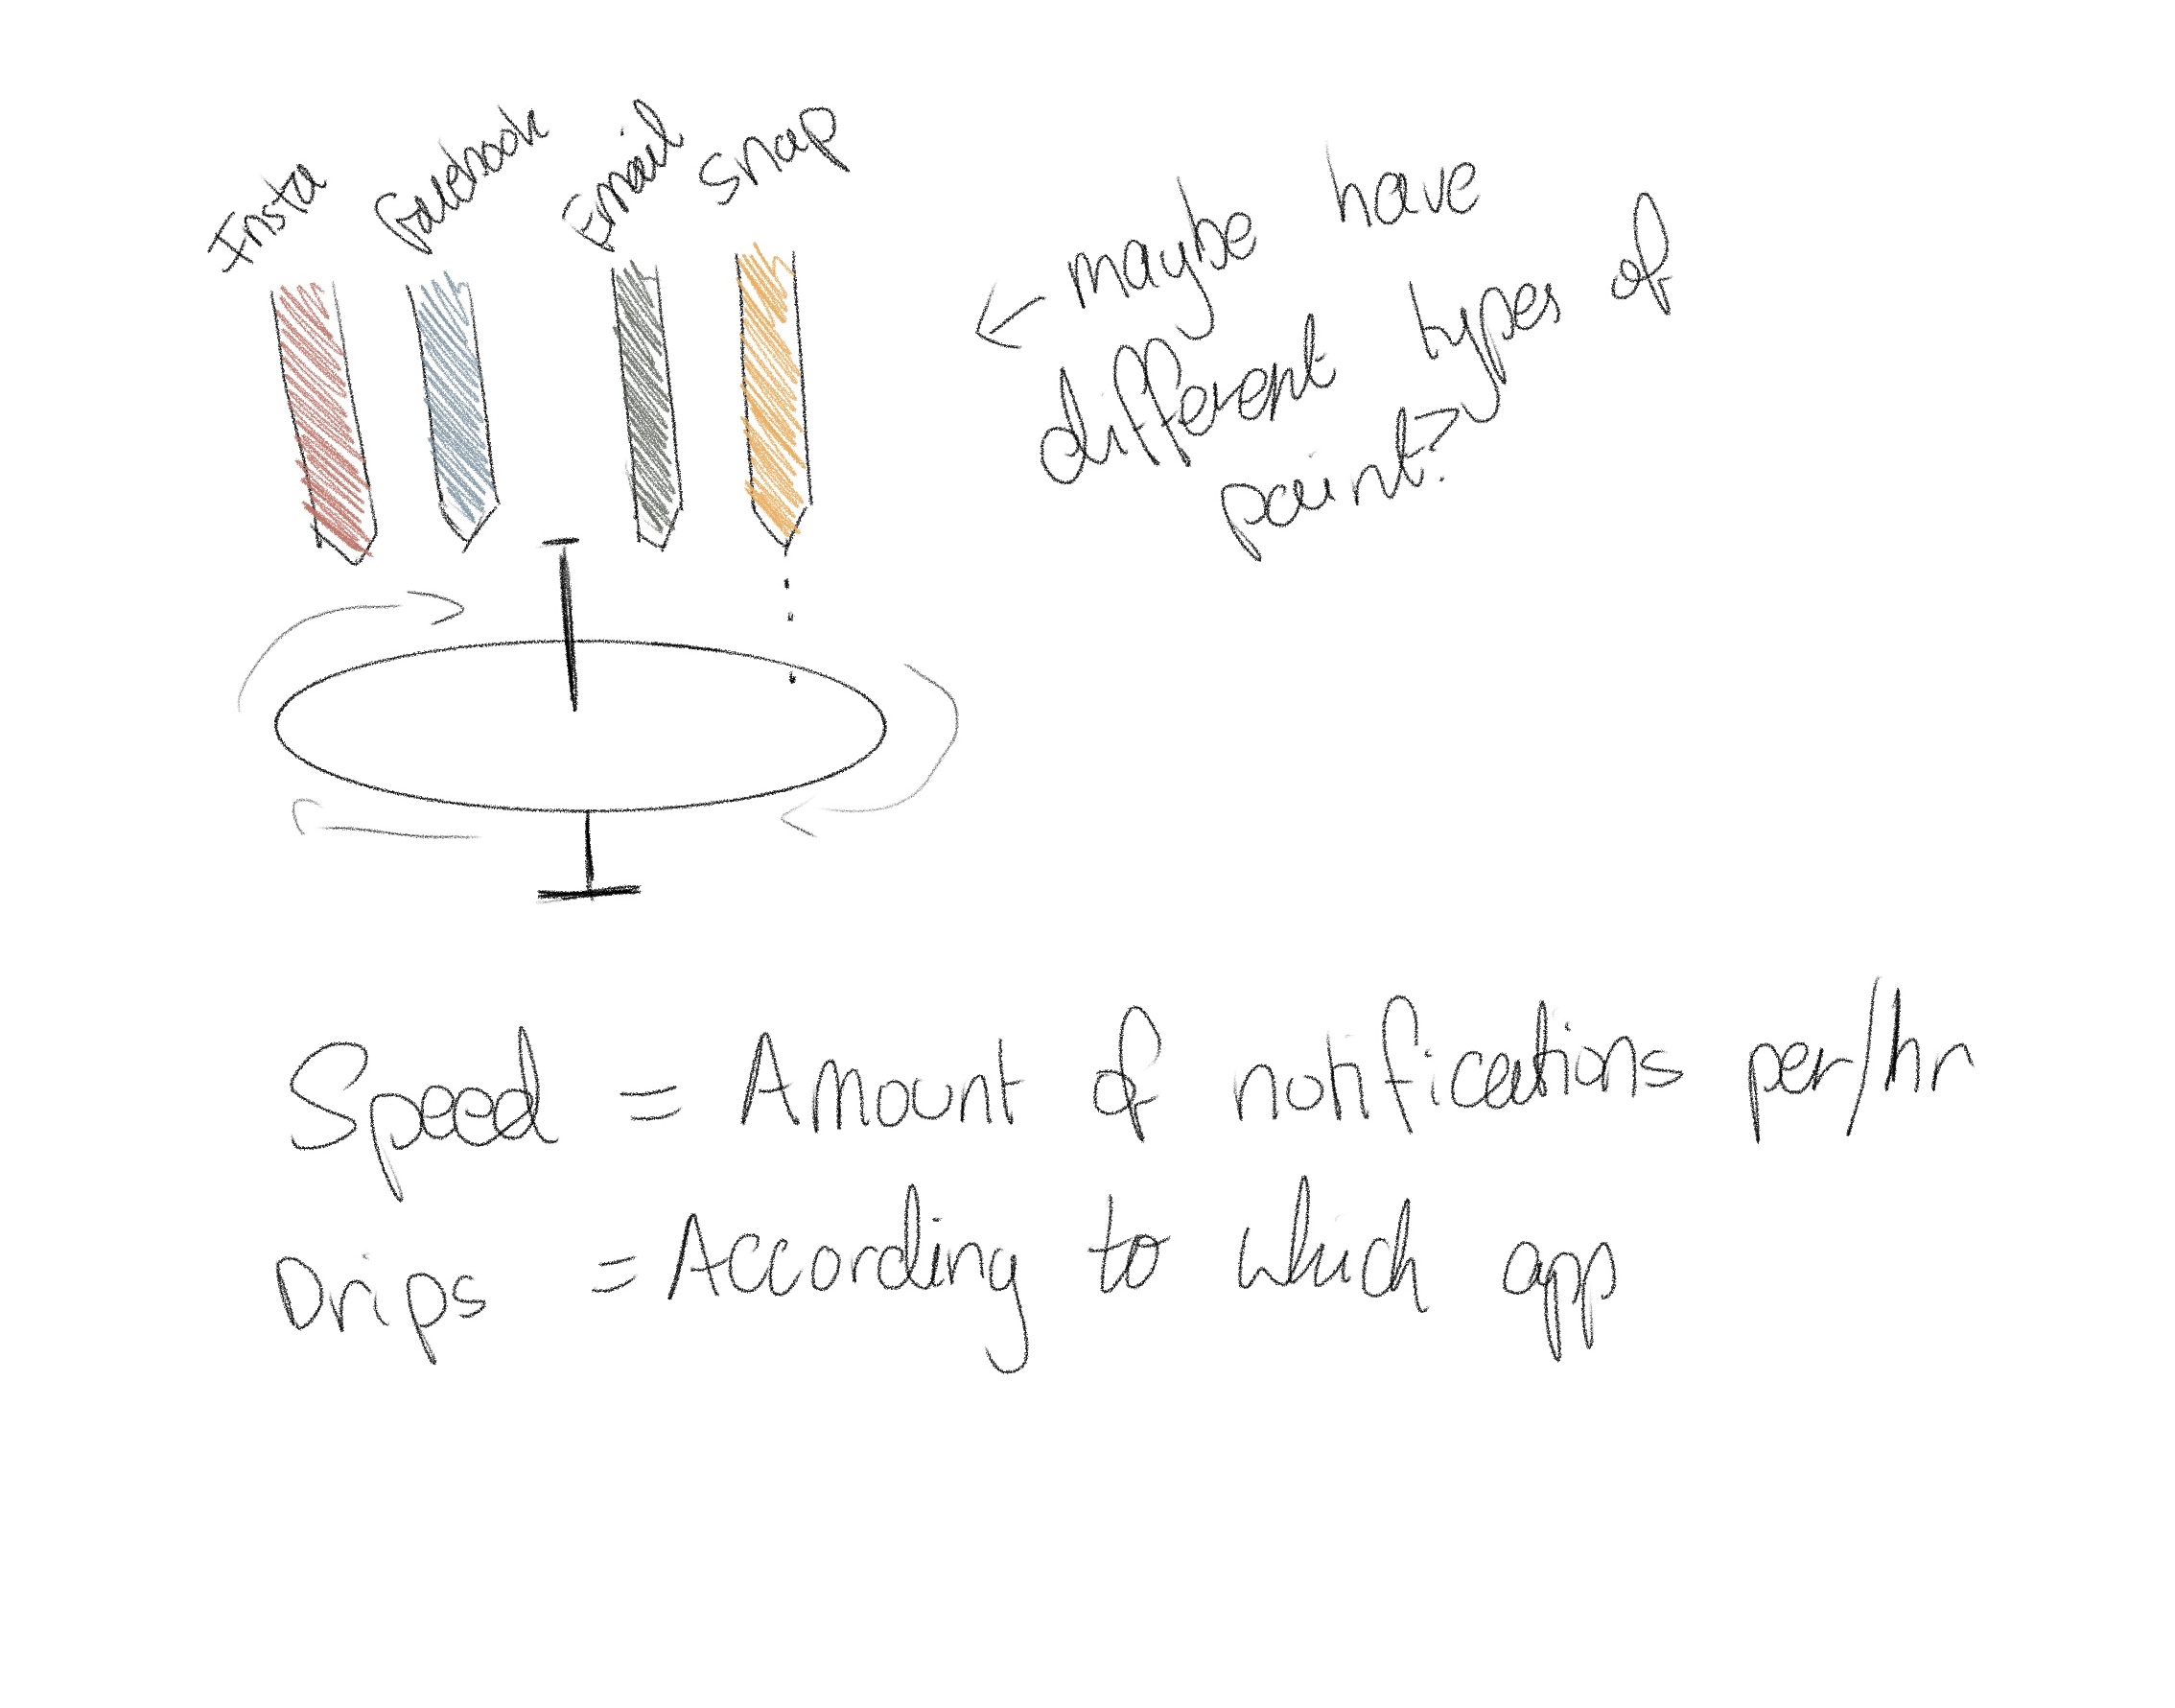 Insta
facebook
Email
Snap
← maybe have
different types of
paint?
Speed = Amount of notifications per/hr
Drips = According to which app